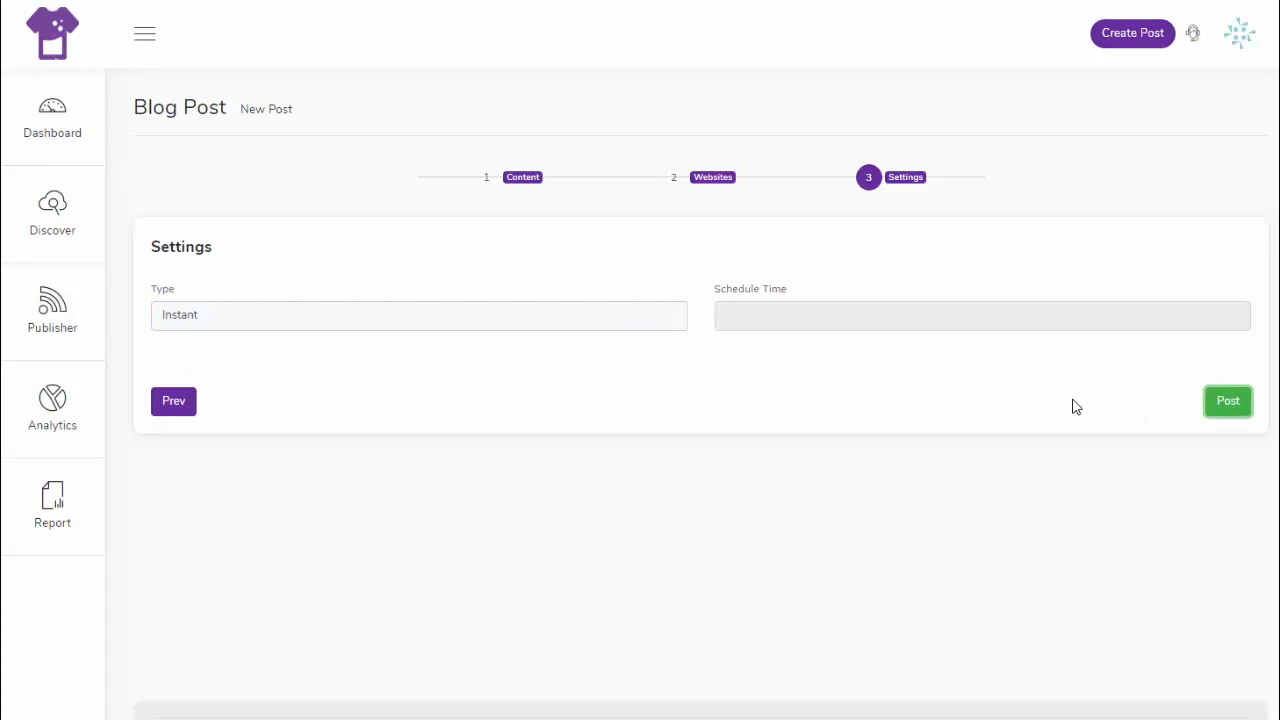 Create Post
Dashboard
Discover
Publisher
Analytics
Report
Blog Post New Post
1 Content 2 Websites 3 Settings
Settings
Type Schedule Time
Instant
Prev Post